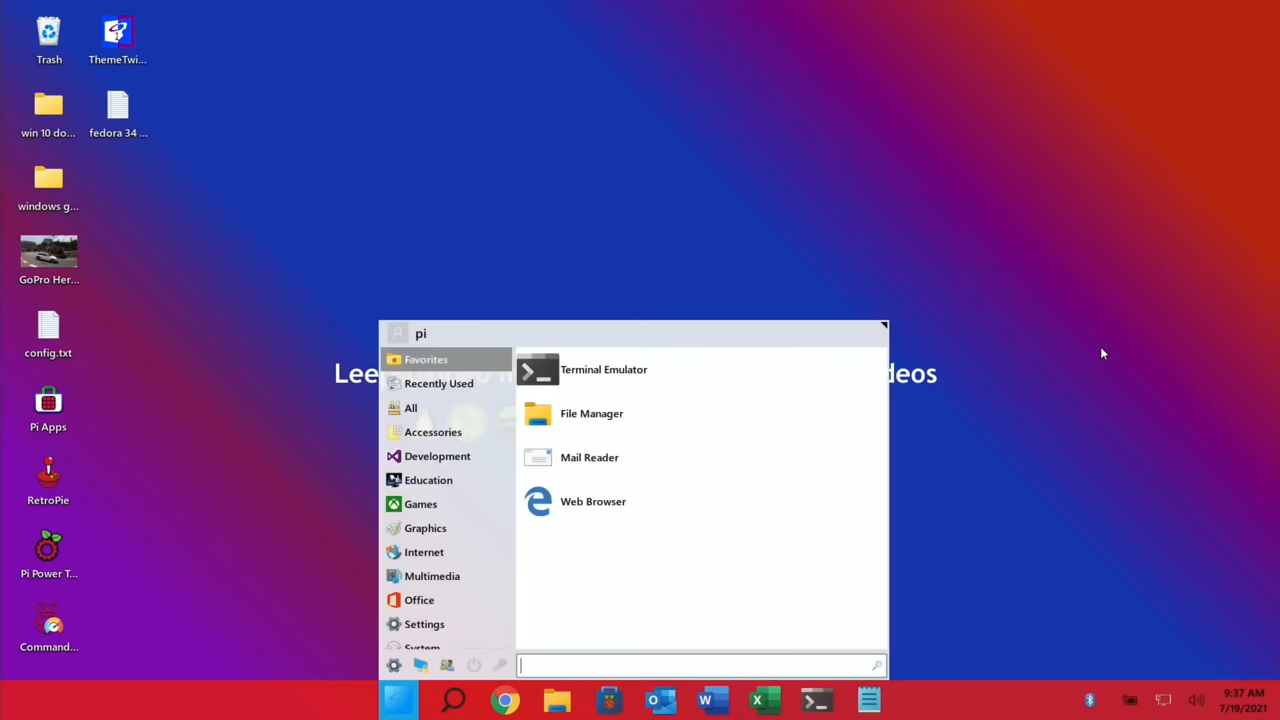 Trash
ThemeTwi...
win 10 do...
fedora 34 ...
windows g...
GoPro Her...
config.txt
Pi Apps
RetroPie
Pi Power T...
Command...
Lee
deos
pi
Favorites
Recently Used
All
Accessories
Development
Education
Games
Graphics
Internet
Multimedia
Office
Settings
System
Terminal Emulator
File Manager
Mail Reader
Web Browser
9:37 AM
7/19/2021